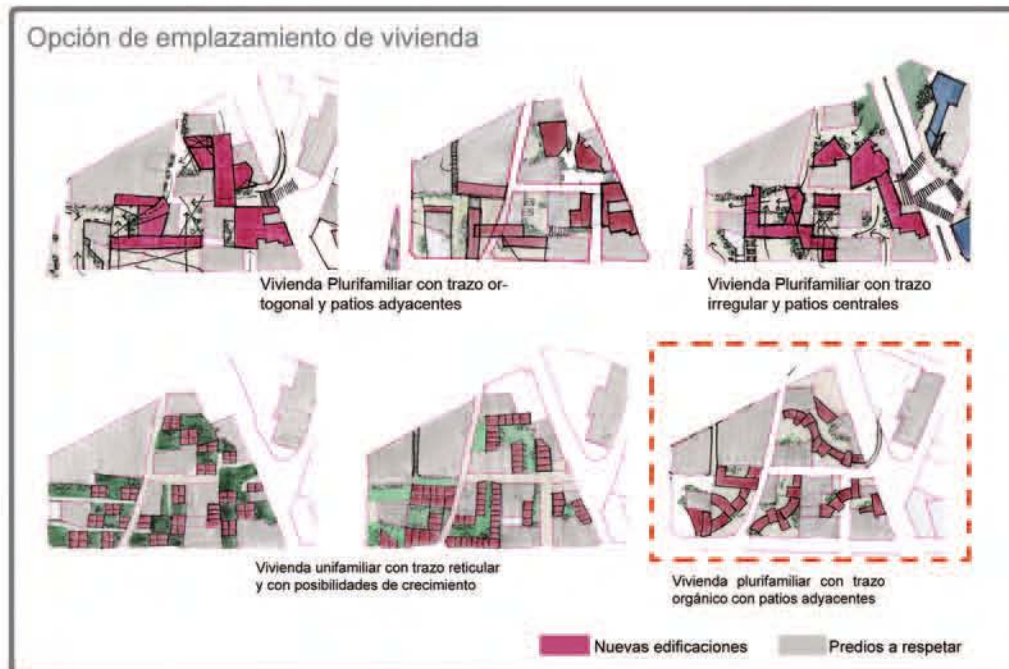 Opción de emplazamiento de vivienda
Vivienda Plurifamiliar con trazo or-
togonal y patios adyacentes
Vivienda Plurifamiliar con trazo
irregular y patios centrales
Vivienda unifamiliar con trazo reticular
y con posibilidades de crecimiento
Vivienda plurifamiliar con trazo
orgánico con patios adyacentes
Nuevas edificaciones
Predios a respetar